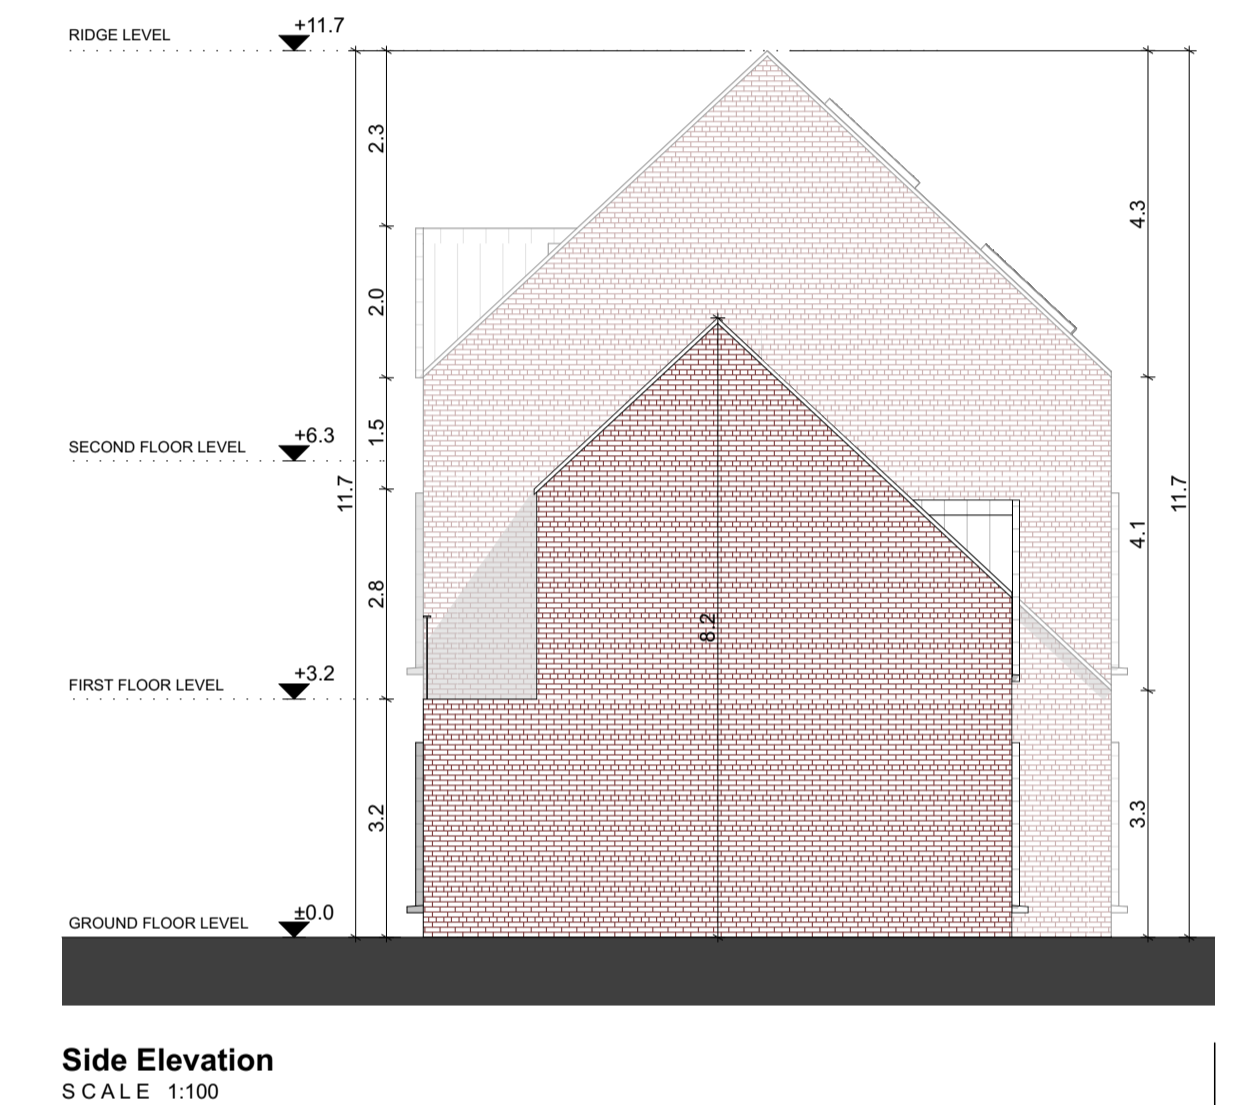 RIDGE LEVEL
+11.7
2.3
4.3
2.0
SECOND FLOOR LEVEL
+6.3
1.5
11.7
11.7
4.1
2.8
8.2
FIRST FLOOR LEVEL
+3.2
3.2
3.3
GROUND FLOOR LEVEL
±0.0
Side Elevation
SCALE 1:100